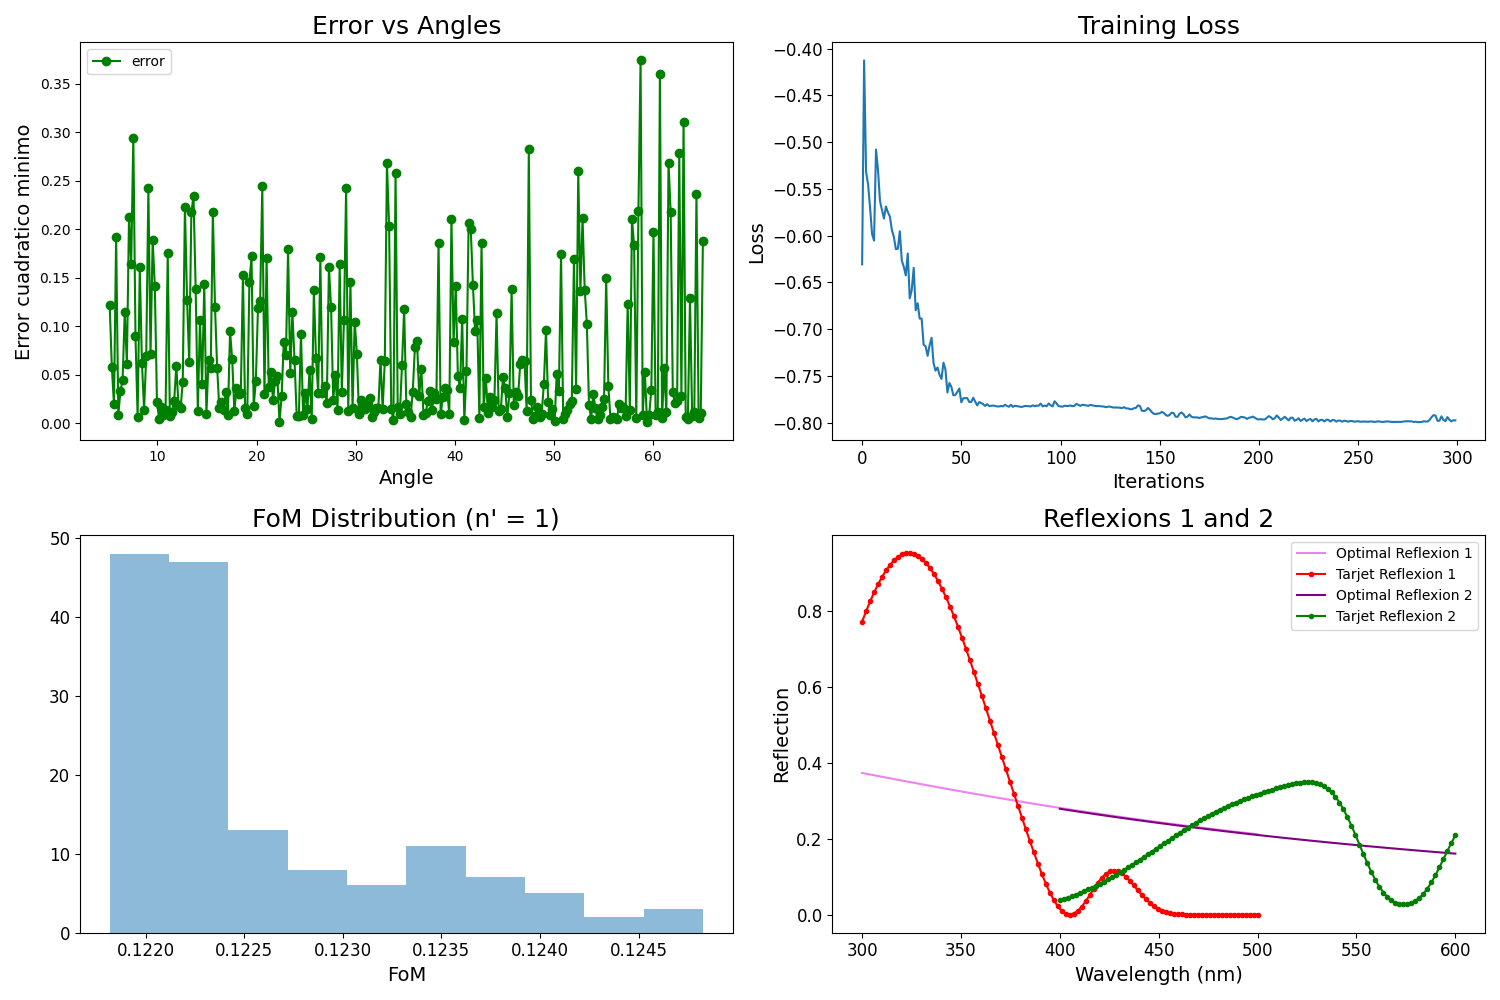 Error vs Angles
error
Error cuadratico minimo
0.35
0.30
0.25
0.20
0.15
0.10
0.05
0.00
10 20 30 40 50 60
Angle
Training Loss
Loss
−0.40
−0.45
−0.50
−0.55
−0.60
−0.65
−0.70
−0.75
−0.80
0 50 100 150 200 250 300
Iterations
FoM Distribution (n' = 1)
50
40
30
20
10
0
0.1220 0.1225 0.1230 0.1235 0.1240 0.1245
FoM
Reflexions 1 and 2
Optimal Reflexion 1
Tarjet Reflexion 1
Optimal Reflexion 2
Tarjet Reflexion 2
Reflection
0.8
0.6
0.4
0.2
0.0
300 350 400 450 500 550 600
Wavelength (nm)